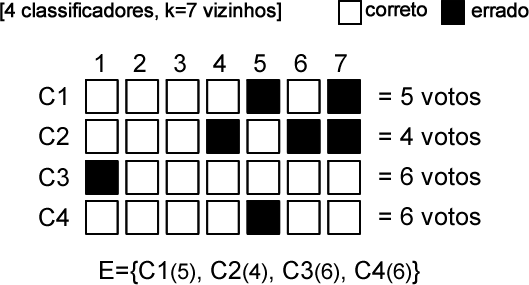 [4 classificadores, k=7 vizinhos] correto errado
1 2 3 4 5 6 7
C1 = 5 votos
C2 = 4 votos
C3 = 6 votos
C4 = 6 votos
E={C1(5), C2(4), C3(6), C4(6)}